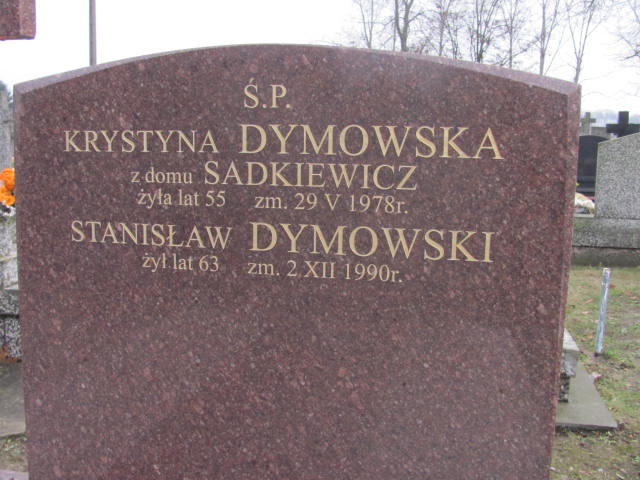 Ś.P.
KRYSTYNA DYMOWSKA
z domu SADKIEWICZ
żyła lat 55 zm. 29 V 1978r.
STANISŁAW DYMOWSKI
żył lat 63 zm. 2 XII 1990r.